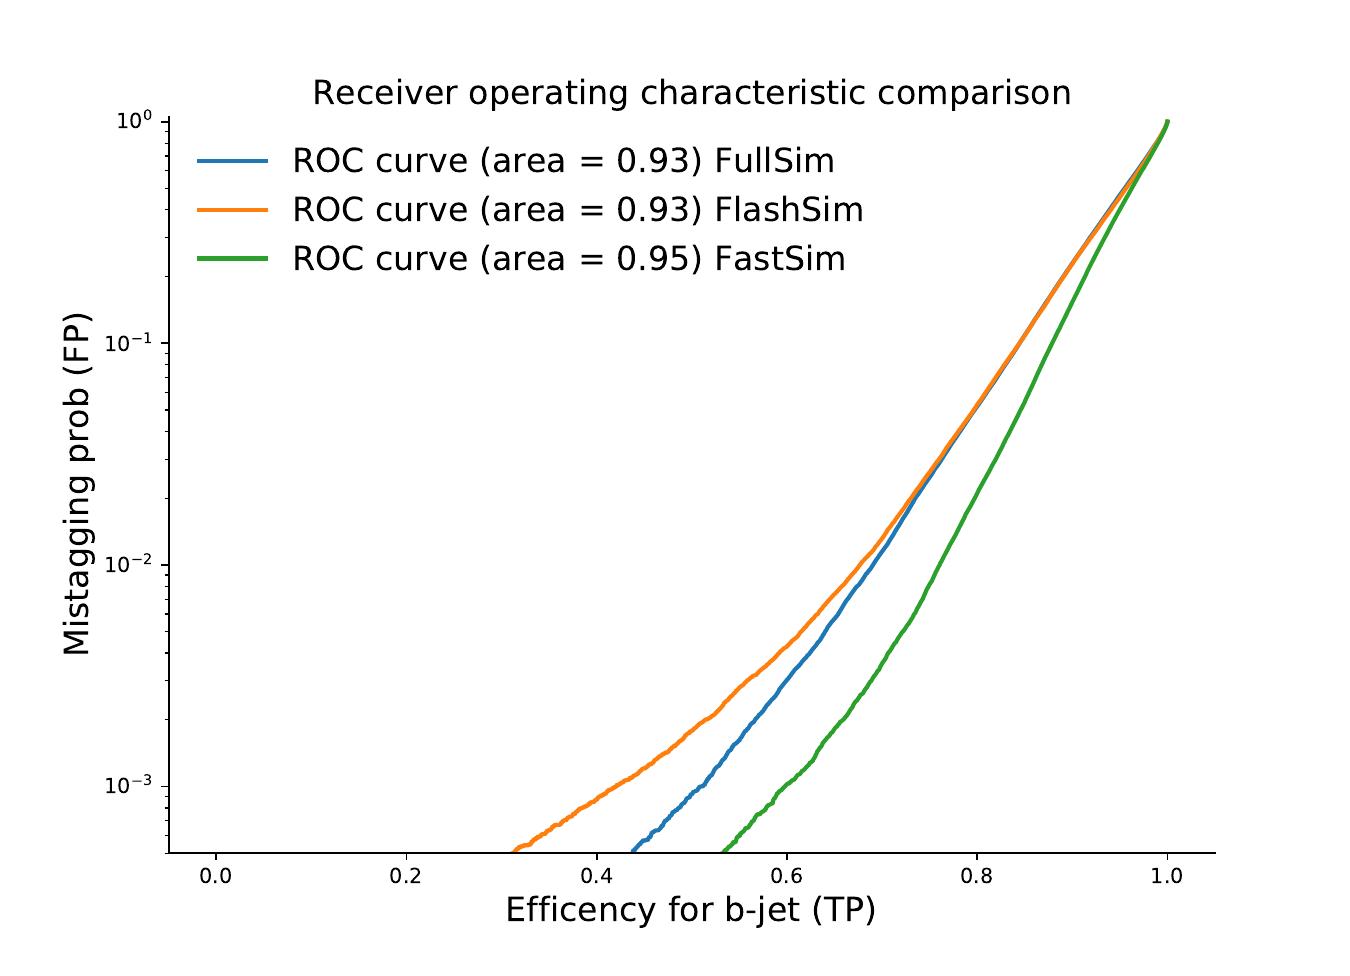 Receiver operating characteristic comparison
ROC curve (area = 0.93) FullSim
ROC curve (area = 0.93) FlashSim
ROC curve (area = 0.95) FastSim
Mistagging prob (FP)
10⁰
10⁻¹
10⁻²
10⁻³
0.0 0.2 0.4 0.6 0.8 1.0
Efficency for b-jet (TP)